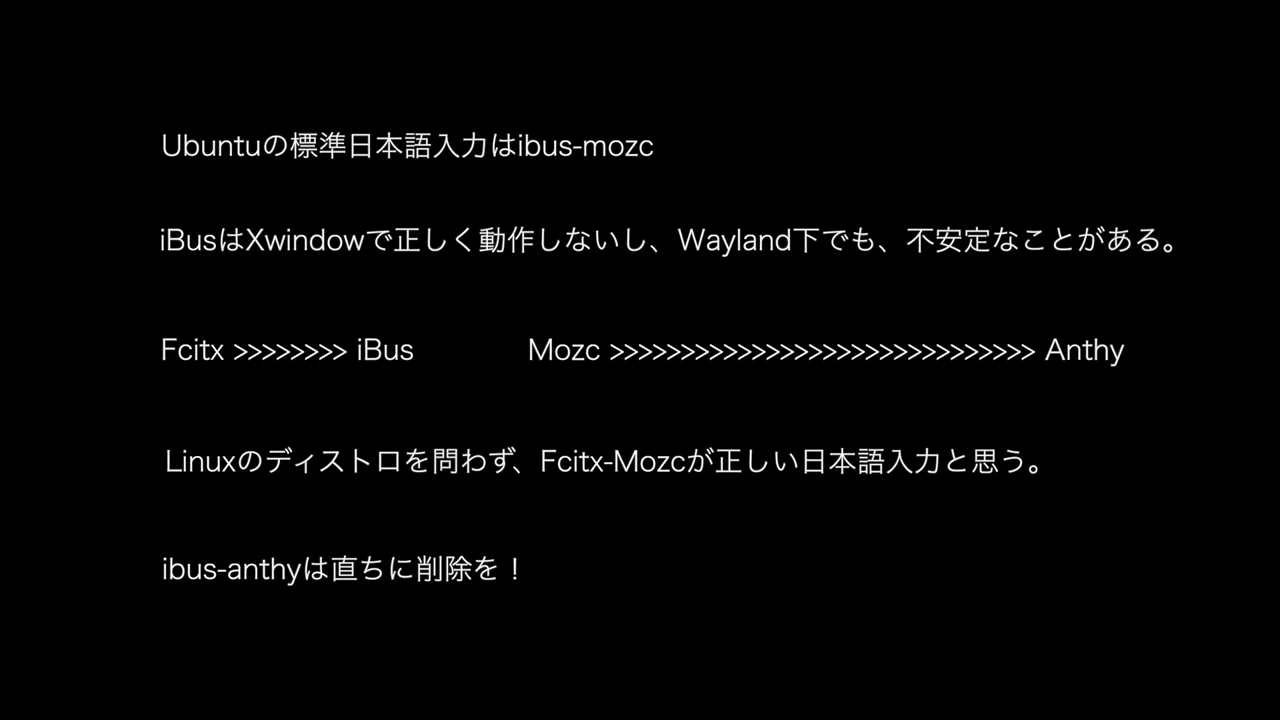 Ubuntuの標準日本語入力はibus-mozc
iBusはXwindowで正しく動作しないし、Wayland下でも、不安定なことがある。
Fcitx >>>>>>>> iBus Mozc >>>>>>>>>>>>>>>>>>>>>>>>>>>>>> Anthy
Linuxのディストロを問わず、Fcitx-Mozcが正しい日本語入力と思う。
ibus-anthyは直ちに削除を！